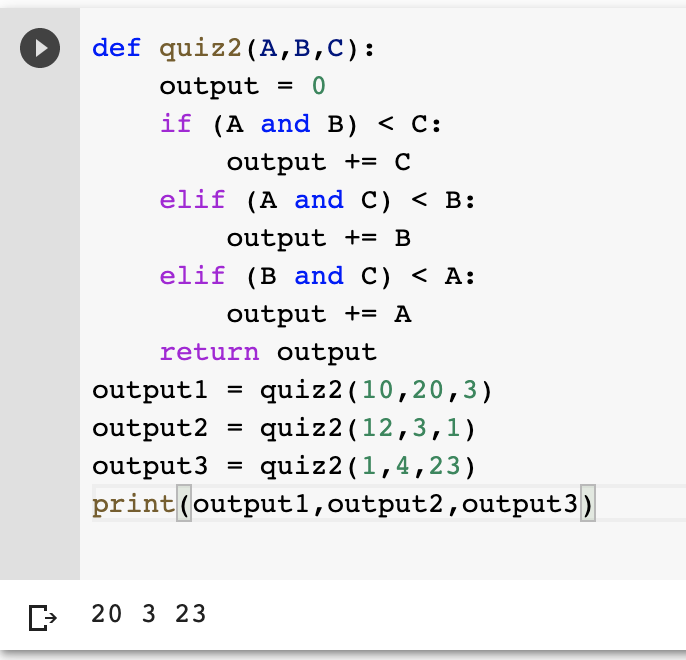 def quiz2(A,B,C):
    output = 0
    if (A and B) < C:
        output += C
    elif (A and C) < B:
        output += B
    elif (B and C) < A:
        output += A
    return output
output1 = quiz2(10,20,3)
output2 = quiz2(12,3,1)
output3 = quiz2(1,4,23)
print(output1,output2,output3)
20 3 23